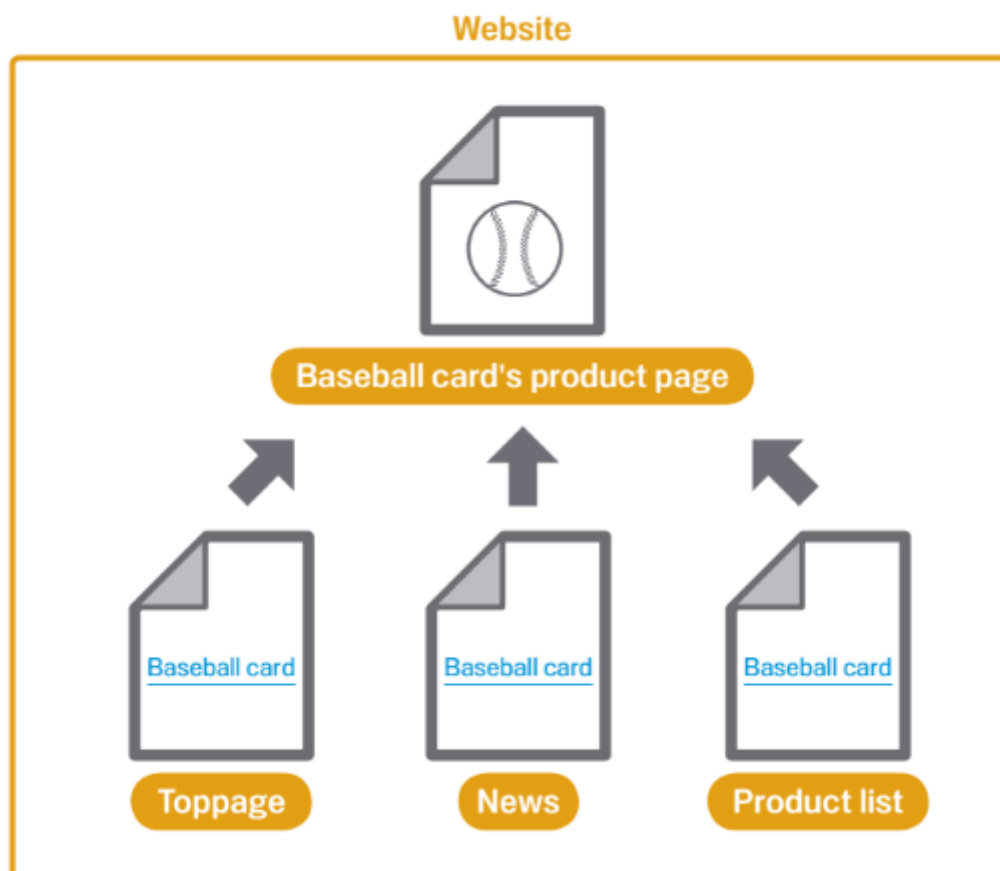 Website
Baseball card's product page
Baseball card
Baseball card
Baseball card
Toppage
News
Product list